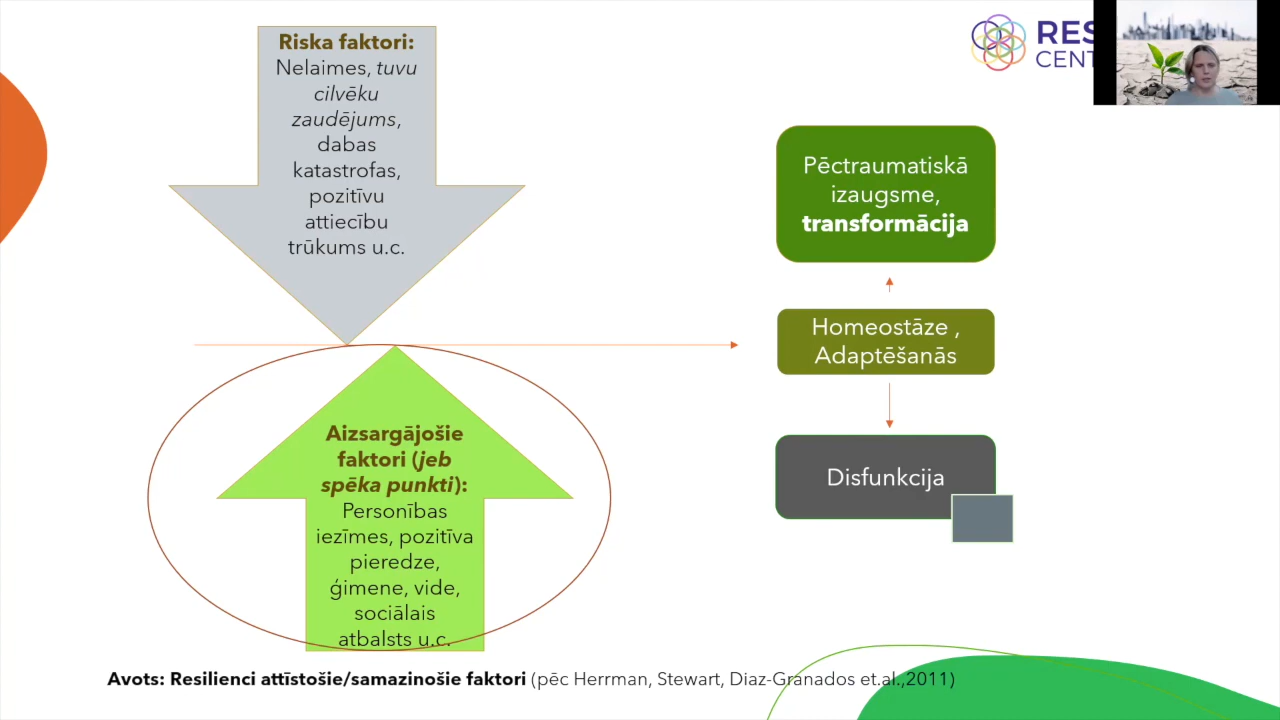 Riska faktori:
Nelaimes, tuvu
cilvēku
zaudējums,
dabas
katastrofas,
pozitīvu
attiecību
trūkums u.c.
RES
CENT
Pēctraumatiskā
izaugsme,
transformācija
Homeostāze ,
Adaptēšanās
Disfunkcija
Aizsargājošie
faktori (jeb
spēka punkti):
Personības
iezīmes, pozitīva
pieredze,
ģimene, vide,
sociālais
atbalsts u.c.
Avots: Resilienci attīstošie/samazinošie faktori (pēc Herrman, Stewart, Diaz-Granados et.al.,2011)